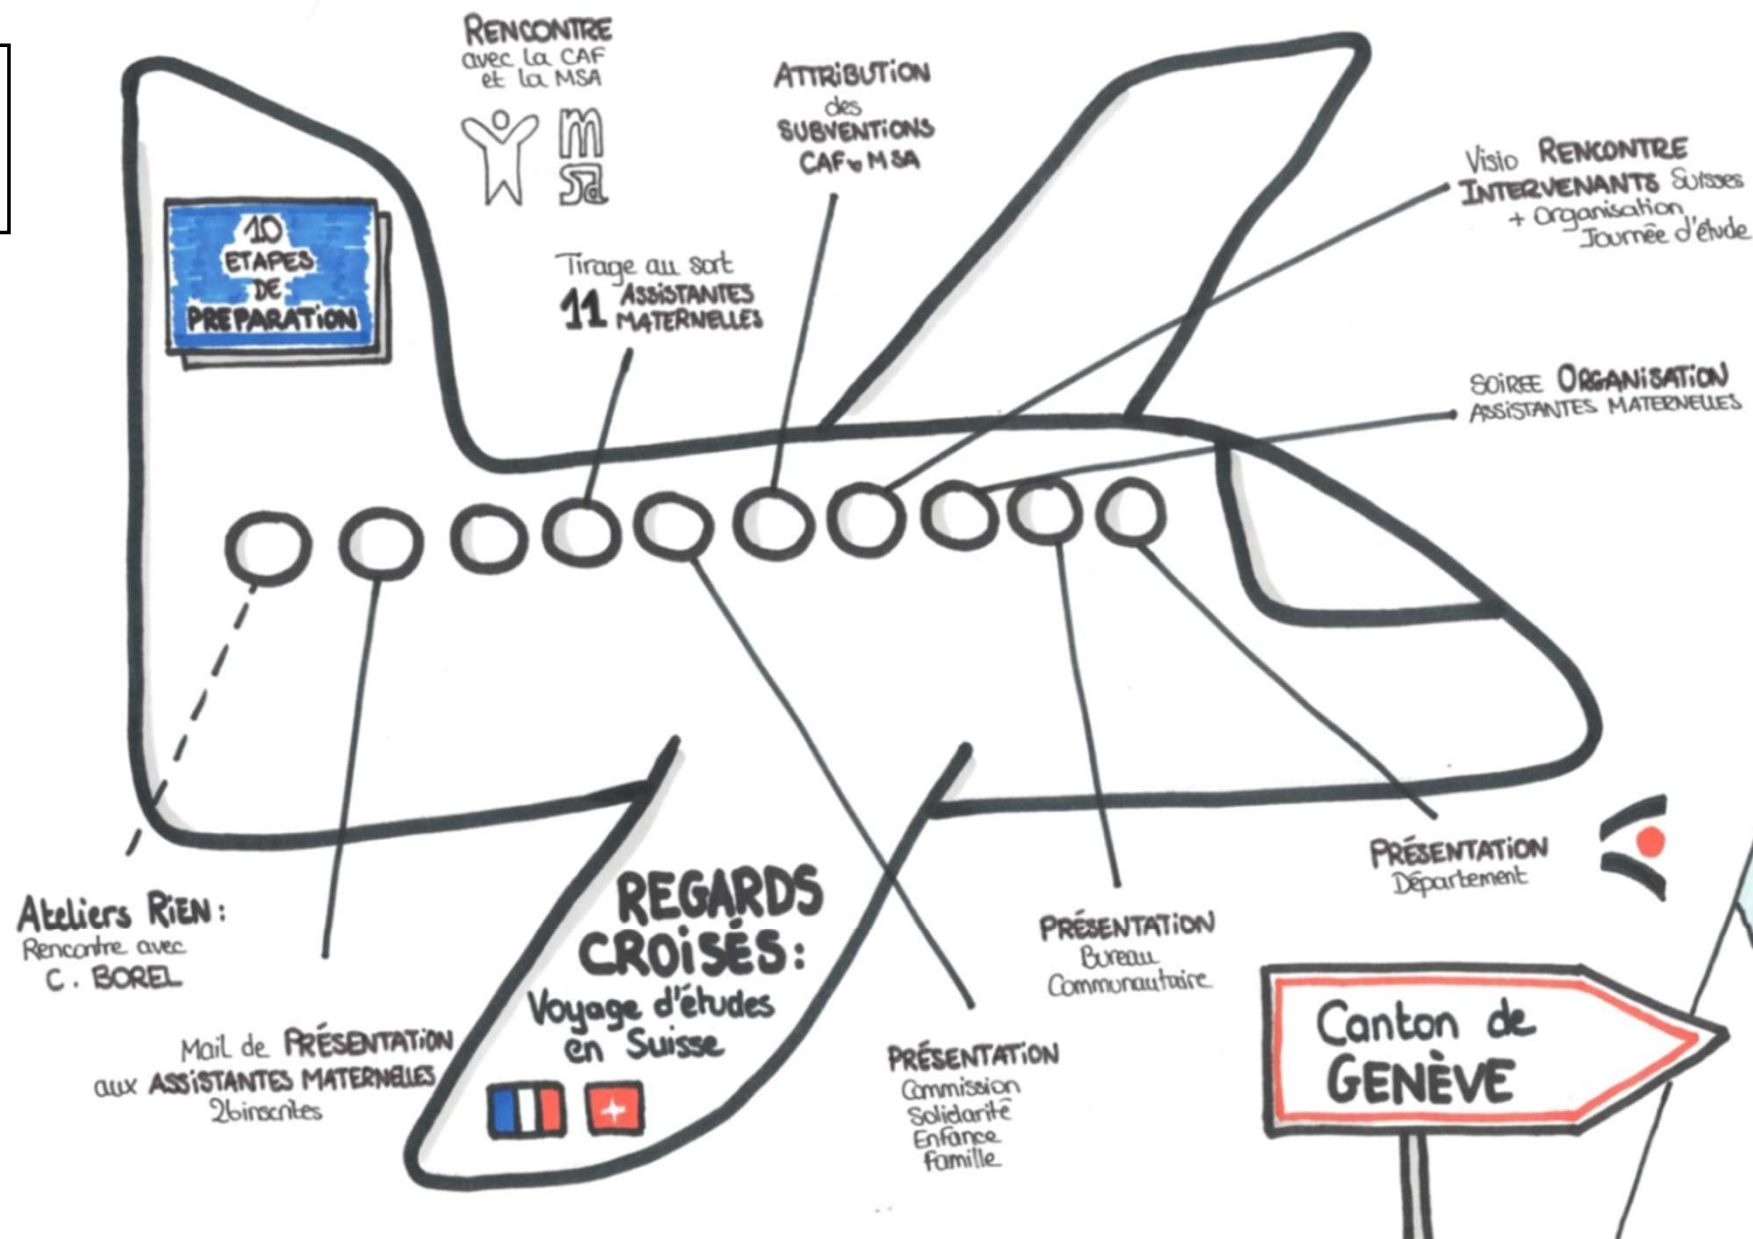 10
ETAPES
DE
PREPARATiON
RENCONTRE
avec la CAF
et la MSA
msa
Tirage au sort
11 ASSiSTANTES
MATERNELLES
ATTRiBUTiON
des
SUBVENTiONS
CAF & MSA
Visio RENCONTRE
INTERVENANTS Suisses
+ Organisation
Journée d'étude
SOiREE ORGANiSATiON
ASSiSTANTES MATERNELLES
Ateliers RiEN :
Rencontre avec
C. BOREL
Mail de PRÉSENTATiON
aux ASSiSTANTES MATERNELLES
26 inscrites
REGARDS
CROiSÉS :
Voyage d'études
en Suisse
PRÉSENTATiON
Commission
Solidarité
Enfance
Famille
PRÉSENTATiON
Bureau
Communautaire
PRÉSENTATiON
Département
Canton de
GENÈVE